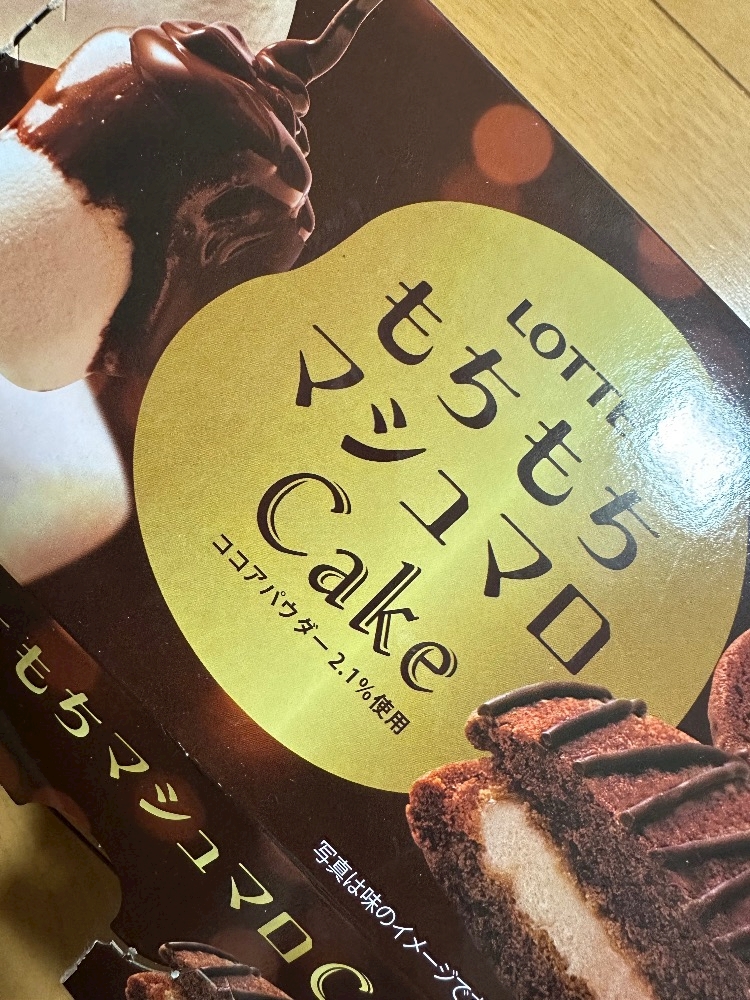 LOTTE
もちもち
マシュマロ
Cake
ココアパウダー2.1%使用
写真は味のイメージです
もちマシュマロC